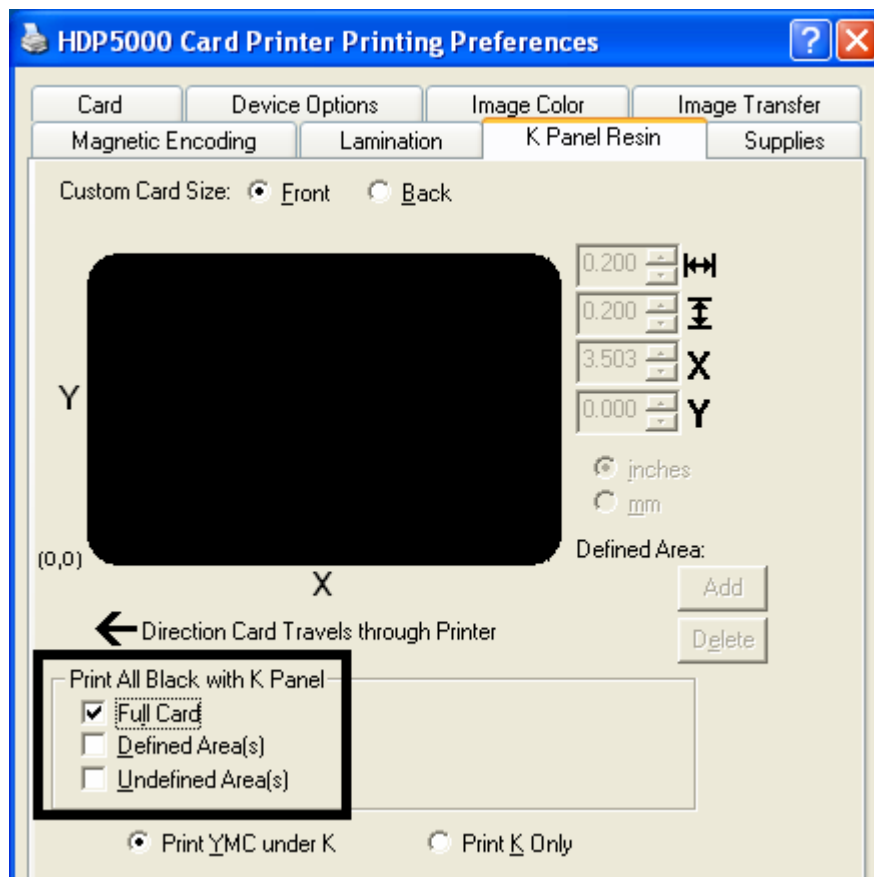 HDP5000 Card Printer Printing Preferences
Card Device Options Image Color Image Transfer
Magnetic Encoding Lamination K Panel Resin Supplies
Custom Card Size: Front Back
0.200
0.200
3.503 X
0.000 Y
Y
inches
mm
(0,0)
X
Defined Area:
Add
Direction Card Travels through Printer
Delete
Print All Black with K Panel
Full Card
Defined Area(s)
Undefined Area(s)
Print YMC under K Print K Only